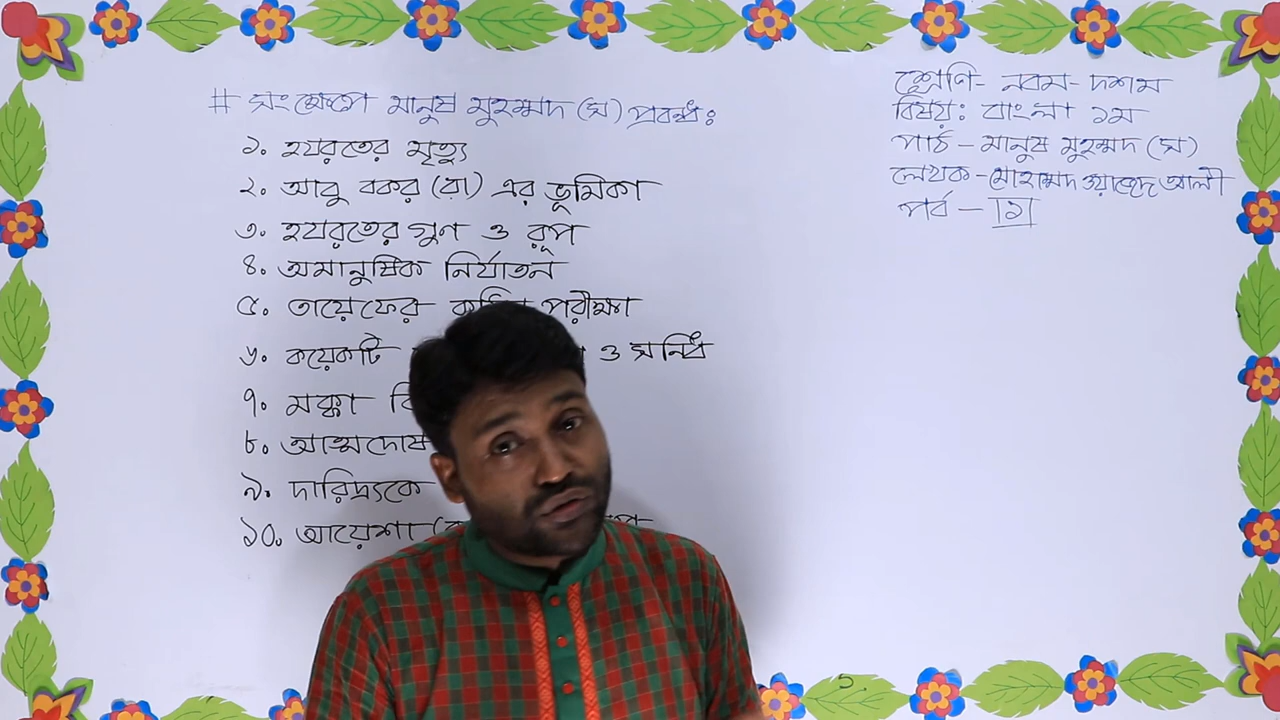 # সংক্ষেপে মানুষ মুহম্মদ (স) প্রবন্ধঃ
১. হযরতের মৃত্যু
২. আবু বকর (রা) এর ভূমিকা
৩. হযরতের গুণ ও রূপ
৪. অমানুষিক নির্যাতন
৫. তায়েফের পরীক্ষা
৬. কয়েকটি ও সন্ধি
৭. মক্কা
৮. আত্মদোষ
৯. দারিদ্র্যকে
১০. আয়েশা
শ্রেণি- নবম- দশম
বিষয়: বাংলা ১ম
পাঠ - মানুষ মুহম্মদ (স)
লেখক - মোহাম্মদ ওয়াজেদ আলী
পর্ব - ১